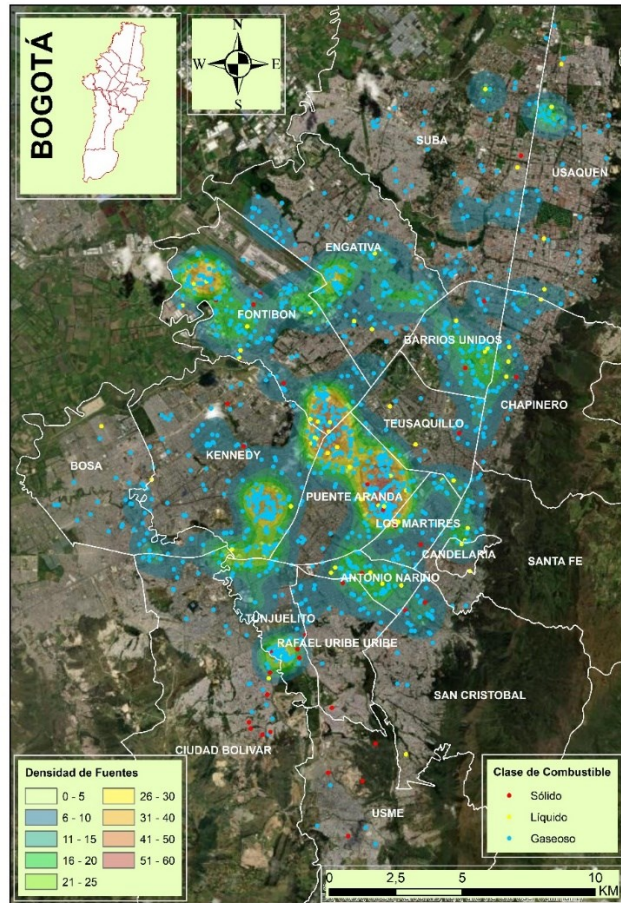 BOGOTÁ
N
W
E
S
SUBA
USAQUEN
ENGATIVA
FONTIBON
BARRIOS UNIDOS
CHAPINERO
TEUSAQUILLO
BOSA
KENNEDY
PUENTE ARANDA
LOS MARTIRES
CANDELARIA
SANTA FE
ANTONIO NARIÑO
TUNJUELITO
RAFAEL URIBE URIBE
SAN CRISTOBAL
CIUDAD BOLIVAR
USME
Densidad de Fuentes
0 - 5
6 - 10
11 - 15
16 - 20
21 - 25
26 - 30
31 - 40
41 - 50
51 - 60
Clase de Combustible
Sólido
Líquido
Gaseoso
0 2,5 5 10
KM